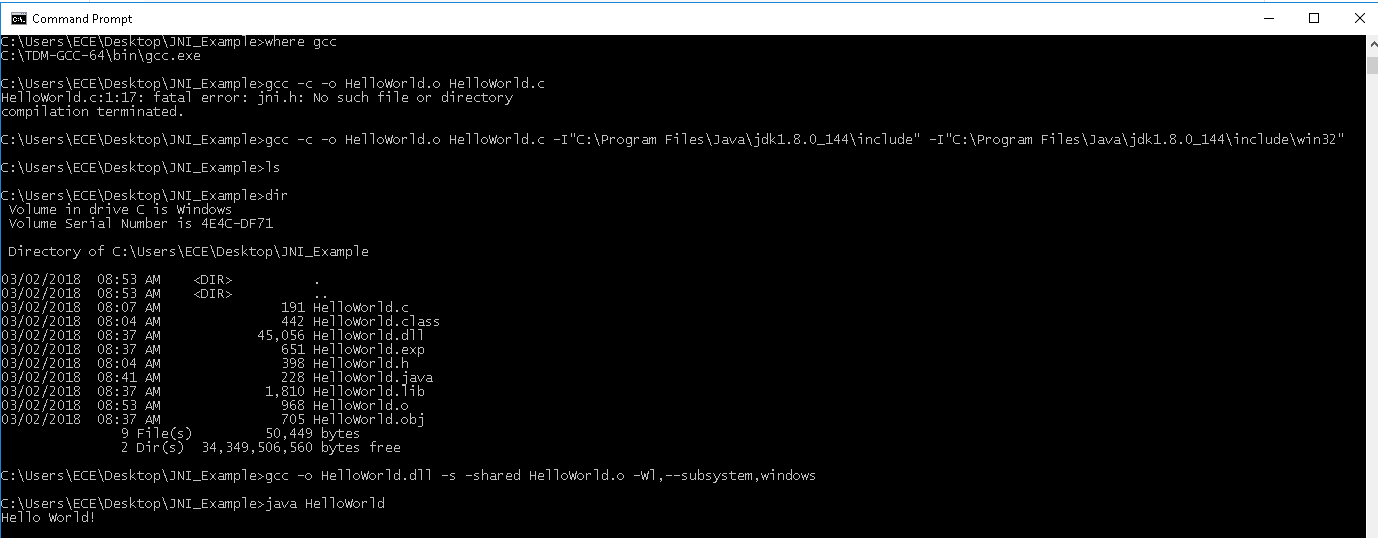 Command Prompt
C:\Users\ECE\Desktop\JNI_Example>where gcc
C:\TDM-GCC-64\bin\gcc.exe
C:\Users\ECE\Desktop\JNI_Example>gcc -c -o HelloWorld.o HelloWorld.c
HelloWorld.c:1:17: fatal error: jni.h: No such file or directory
compilation terminated.
C:\Users\ECE\Desktop\JNI_Example>gcc -c -o HelloWorld.o HelloWorld.c -I"C:\Program Files\Java\jdk1.8.0_144\include" -I"C:\Program Files\Java\jdk1.8.0_144\include\win32"
C:\Users\ECE\Desktop\JNI_Example>ls
C:\Users\ECE\Desktop\JNI_Example>dir
 Volume in drive C is Windows
 Volume Serial Number is 4E4C-DF71
 Directory of C:\Users\ECE\Desktop\JNI_Example
03/02/2018  08:53 AM    <DIR>          .
03/02/2018  08:53 AM    <DIR>          ..
03/02/2018  08:07 AM               191 HelloWorld.c
03/02/2018  08:04 AM               442 HelloWorld.class
03/02/2018  08:37 AM            45,056 HelloWorld.dll
03/02/2018  08:37 AM               651 HelloWorld.exp
03/02/2018  08:04 AM               398 HelloWorld.h
03/02/2018  08:41 AM               228 HelloWorld.java
03/02/2018  08:37 AM             1,810 HelloWorld.lib
03/02/2018  08:53 AM               968 HelloWorld.o
03/02/2018  08:37 AM               705 HelloWorld.obj
               9 File(s)         50,449 bytes
               2 Dir(s)  34,349,506,560 bytes free
C:\Users\ECE\Desktop\JNI_Example>gcc -o HelloWorld.dll -s -shared HelloWorld.o -Wl,--subsystem,windows
C:\Users\ECE\Desktop\JNI_Example>java HelloWorld
Hello World!